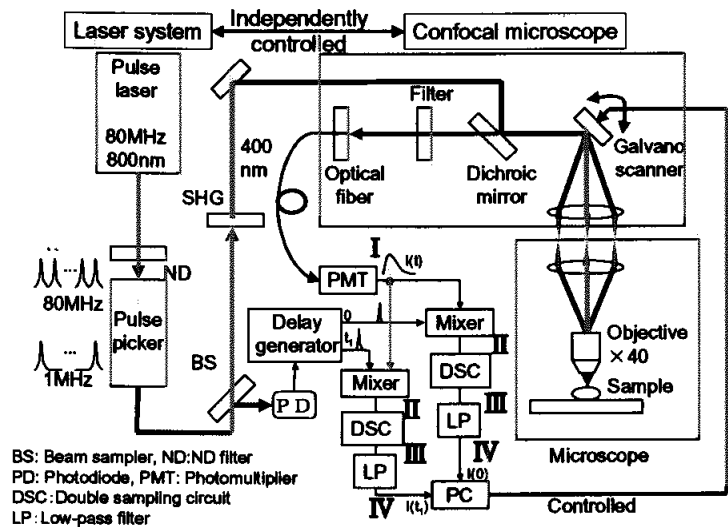 Laser system
Independently
controlled
Confocal microscope
Pulse
laser
80MHz
800nm
400
nm
Filter
Optical
fiber
Dichroic
mirror
Galvano
scanner
SHG
ND
80MHz
Pulse
picker
1MHz
BS
I
PMT
I(t)
Delay
generator
0
t₁
Mixer
II
DSC
III
LP
IV
I(0)
Mixer
II
DSC
III
LP
IV
I(t₁)
PC
PD
Objective
×40
Sample
Microscope
Controlled
BS: Beam sampler, ND:ND filter
PD: Photodiode, PMT: Photomultiplier
DSC:Double sampling circuit
LP:Low-pass filter